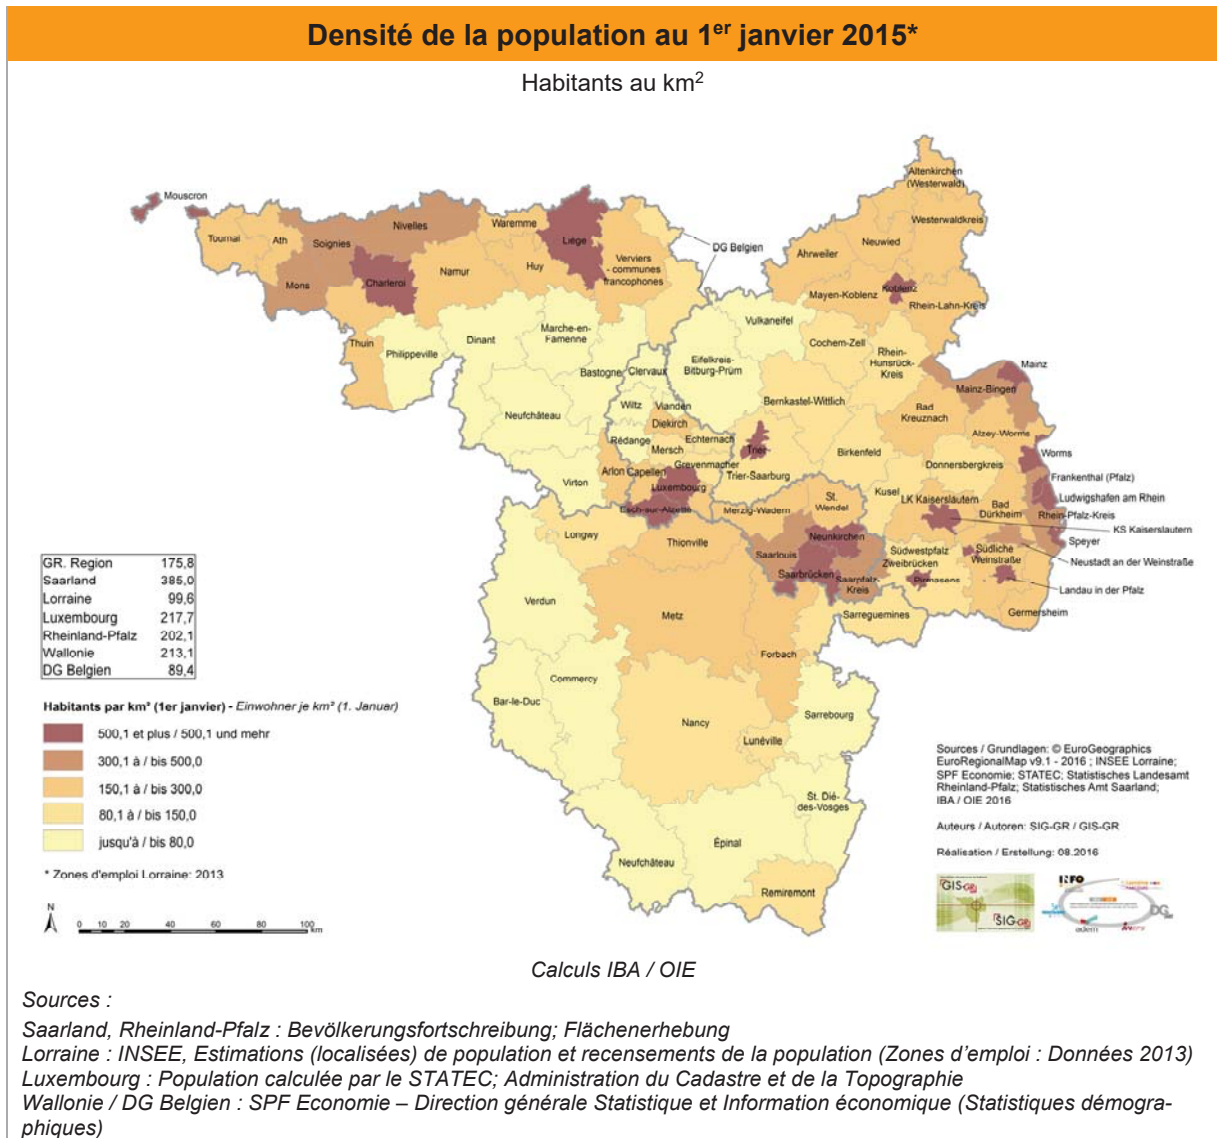 Densité de la population au 1er janvier 2015*
Habitants au km²
Altenkirchen
(Westerwald)
Mouscron
Westerwaldkreis
Nivelles
Waremme
Tournai
Ath
Soignies
Liège
DG Belgien
Neuwied
Ahrweiler
Verviers
- communes
francophones
Huy
Namur
Charleroi
Mons
Koblenz
Mayen-Koblenz
Rhein-Lahn-Kreis
Vulkaneifel
Marche-en-
Famenne
Dinant
Thuin
Philippeville
Cochem-Zell
Rhein-
Hunsrück-
Kreis
Eifelkreis-
Bitburg-Prüm
Mainz
Bastogne
Clervaux
Mainz-Bingen
Wiltz
Vianden
Bernkastel-Wittlich
Neufchâteau
Bad
Kreuznach
Diekirch
Alzey-Worms
Rédange
Echternach
Mersch
Trier
Birkenfeld
Worms
Grevenmacher
Donnersbergkreis
Arlon
Capellen
Trier-Saarburg
Frankenthal (Pfalz)
Virton
Luxembourg
Kusel
LK Kaiserslautern
Ludwigshafen am Rhein
St.
Wendel
Esch-sur-Alzette
Merzig-Wadern
Bad
Dürkheim
Rhein-Pfalz-Kreis
KS Kaiserslautern
Longwy
Thionville
Neunkirchen
Speyer
Saarlouis
Südwestpfalz
Südliche
Weinstraße
Neustadt an der Weinstraße
Zweibrücken
Saarbrücken
Saarpfalz-
Kreis
Pirmasens
Landau in der Pfalz
Verdun
Metz
Sarreguemines
Germersheim
Forbach
Commercy
Bar-le-Duc
Nancy
Sarrebourg
Lunéville
St. Dié-
des-Vosges
Épinal
Neufchâteau
Remiremont
GR. Region 175,8
Saarland 385,0
Lorraine 99,6
Luxembourg 217,7
Rheinland-Pfalz 202,1
Wallonie 213,1
DG Belgien 89,4
Habitants par km² (1er janvier) - Einwohner je km² (1. Januar)
500,1 et plus / 500,1 und mehr
300,1 à / bis 500,0
150,1 à / bis 300,0
80,1 à / bis 150,0
jusqu'à / bis 80,0
* Zones d'emploi Lorraine: 2013
N
0 10 20 40 60 80 100
km
Sources / Grundlagen: © EuroGeographics
EuroRegionalMap v9.1 - 2016 ; INSEE Lorraine;
SPF Economie; STATEC; Statistisches Landesamt
Rheinland-Pfalz; Statistisches Amt Saarland;
IBA / OIE 2016
Auteurs / Autoren: SIG-GR / GIS-GR
Réalisation / Erstellung: 08.2016
GIS-GR
SIG-GR
INFO
DG
Calculs IBA / OIE
Sources :
Saarland, Rheinland-Pfalz : Bevölkerungsfortschreibung; Flächenerhebung
Lorraine : INSEE, Estimations (localisées) de population et recensements de la population (Zones d'emploi : Données 2013)
Luxembourg : Population calculée par le STATEC; Administration du Cadastre et de la Topographie
Wallonie / DG Belgien : SPF Economie – Direction générale Statistique et Information économique (Statistiques démogra-
phiques)